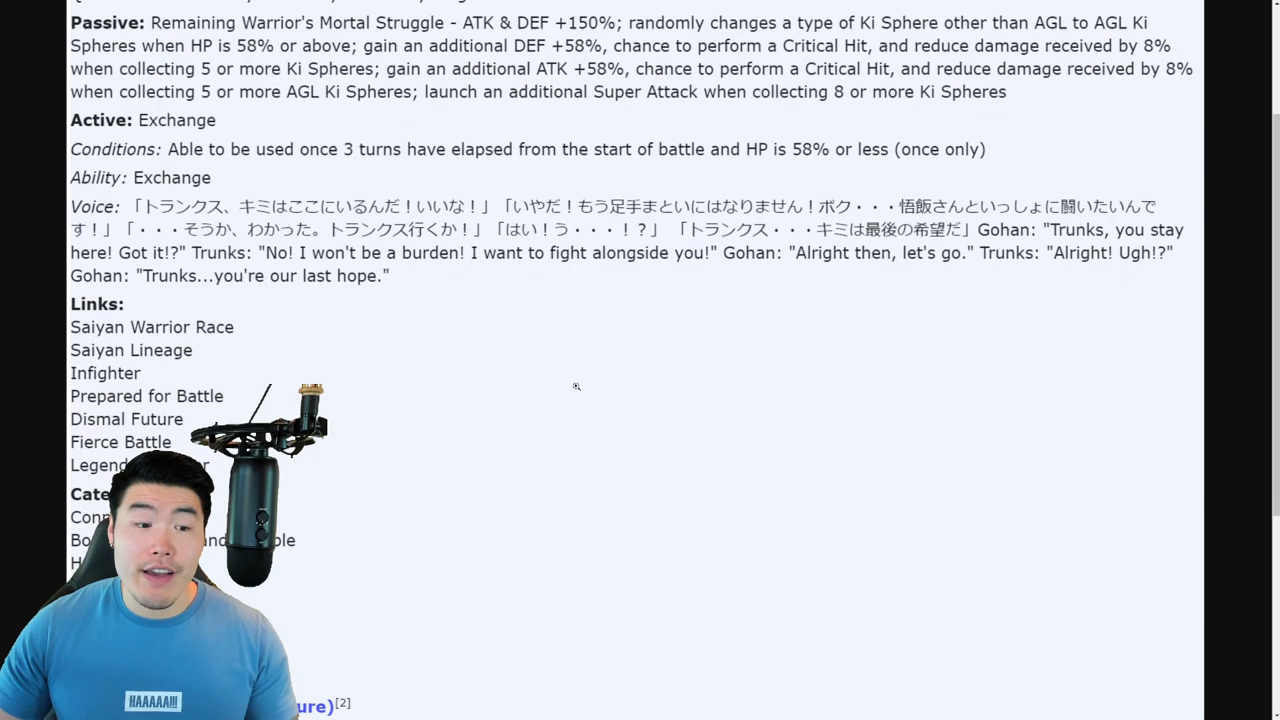 Passive: Remaining Warrior's Mortal Struggle - ATK & DEF +150%; randomly changes a type of Ki Sphere other than AGL to AGL Ki
Spheres when HP is 58% or above; gain an additional DEF +58%, chance to perform a Critical Hit, and reduce damage received by 8%
when collecting 5 or more Ki Spheres; gain an additional ATK +58%, chance to perform a Critical Hit, and reduce damage received by 8%
when collecting 5 or more AGL Ki Spheres; launch an additional Super Attack when collecting 8 or more Ki Spheres
Active: Exchange
Conditions: Able to be used once 3 turns have elapsed from the start of battle and HP is 58% or less (once only)
Ability: Exchange
Voice: 「トランクス、キミはここにいるんだ！いいな！」「いやだ！もう足手まといにはなりません！ボク・・・悟飯さんといっしょに闘いたいんで
す！」「・・・そうか、わかった。トランクス行くか！」「はい！う・・・！？」 「トランクス・・・キミは最後の希望だ」Gohan: "Trunks, you stay
here! Got it!?" Trunks: "No! I won't be a burden! I want to fight alongside you!" Gohan: "Alright then, let's go." Trunks: "Alright! Ugh!?"
Gohan: "Trunks...you're our last hope."
Links:
Saiyan Warrior Race
Saiyan Lineage
Infighter
Prepared for Battle
Dismal Future
Fierce Battle
HAAAAA!!!
[2]